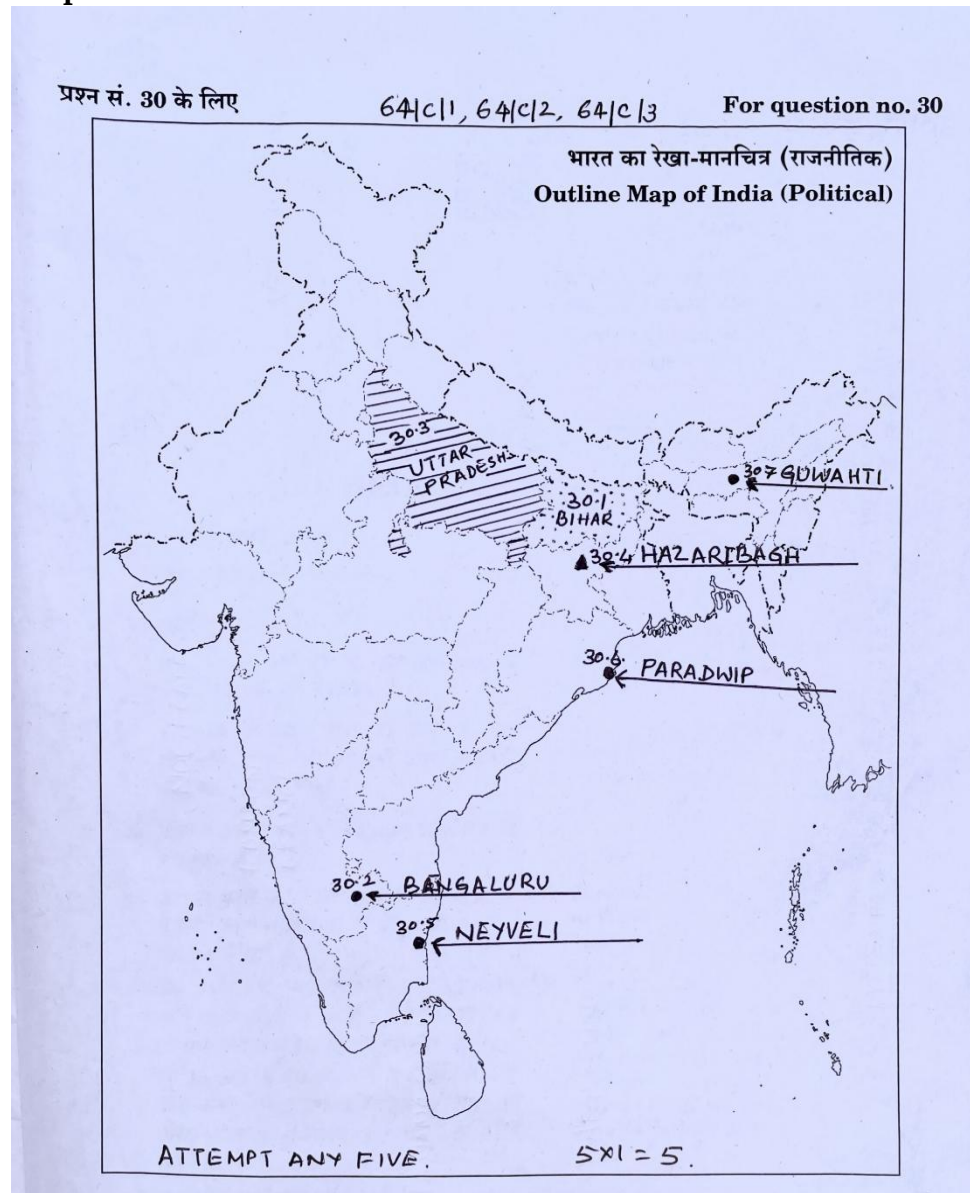 प्रश्न सं. 30 के लिए 64/C/1, 64/C/2, 64/C/3 For question no. 30
भारत का रेखा-मानचित्र (राजनीतिक)
Outline Map of India (Political)
30.3
UTTAR
PRADESH
30.7 GUWAHTI
30.1
BIHAR
30.4 HAZARIBAGH
30.6.
PARADWIP
30.2 BANGALURU
30.5 NEYVELI
ATTEMPT ANY FIVE. 5×1 = 5.